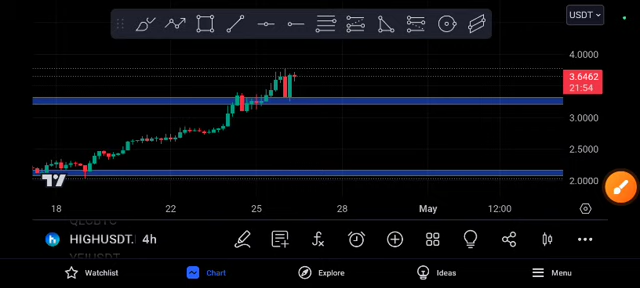 USDT
4.0000
3.6462
21:54
3.0000
2.5000
2.0000
18 22 25 28 May 12:00
HIGHUSDT. 4h
Watchlist Chart Explore Ideas Menu